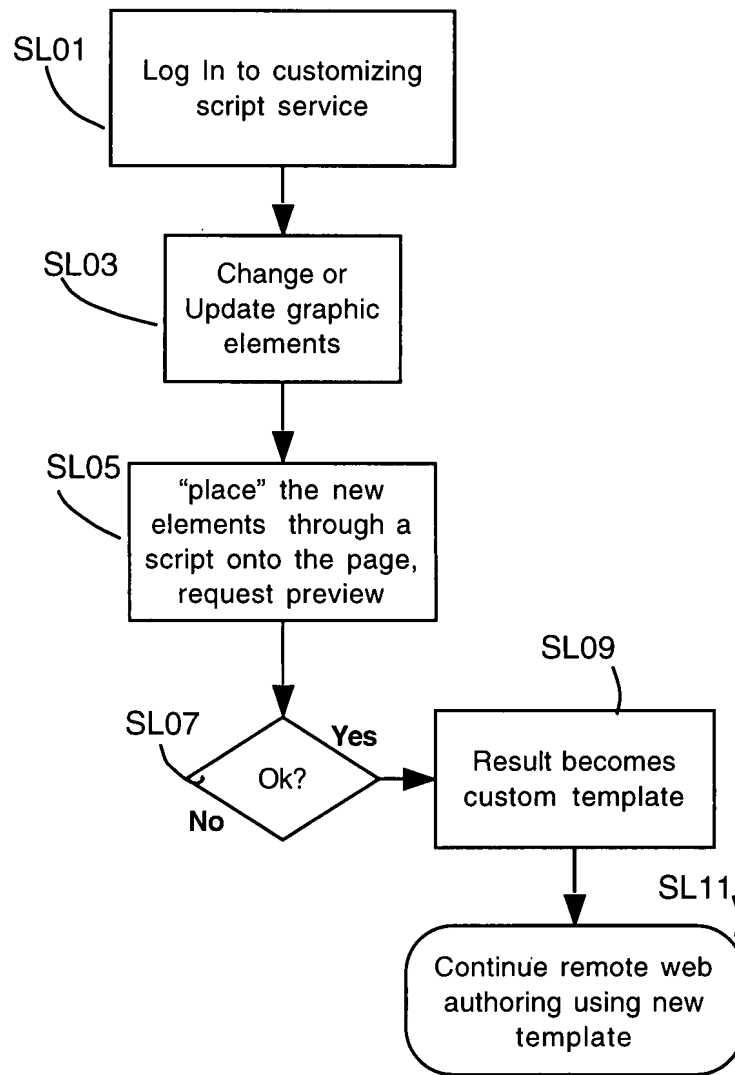 SL01
Log In to customizing
script service
SL03
Change or
Update graphic
elements
SL05
“place” the new
elements through a
script onto the page,
request preview
SL07
Ok?
Yes
No
SL09
Result becomes
custom template
SL11
Continue remote web
authoring using new
template